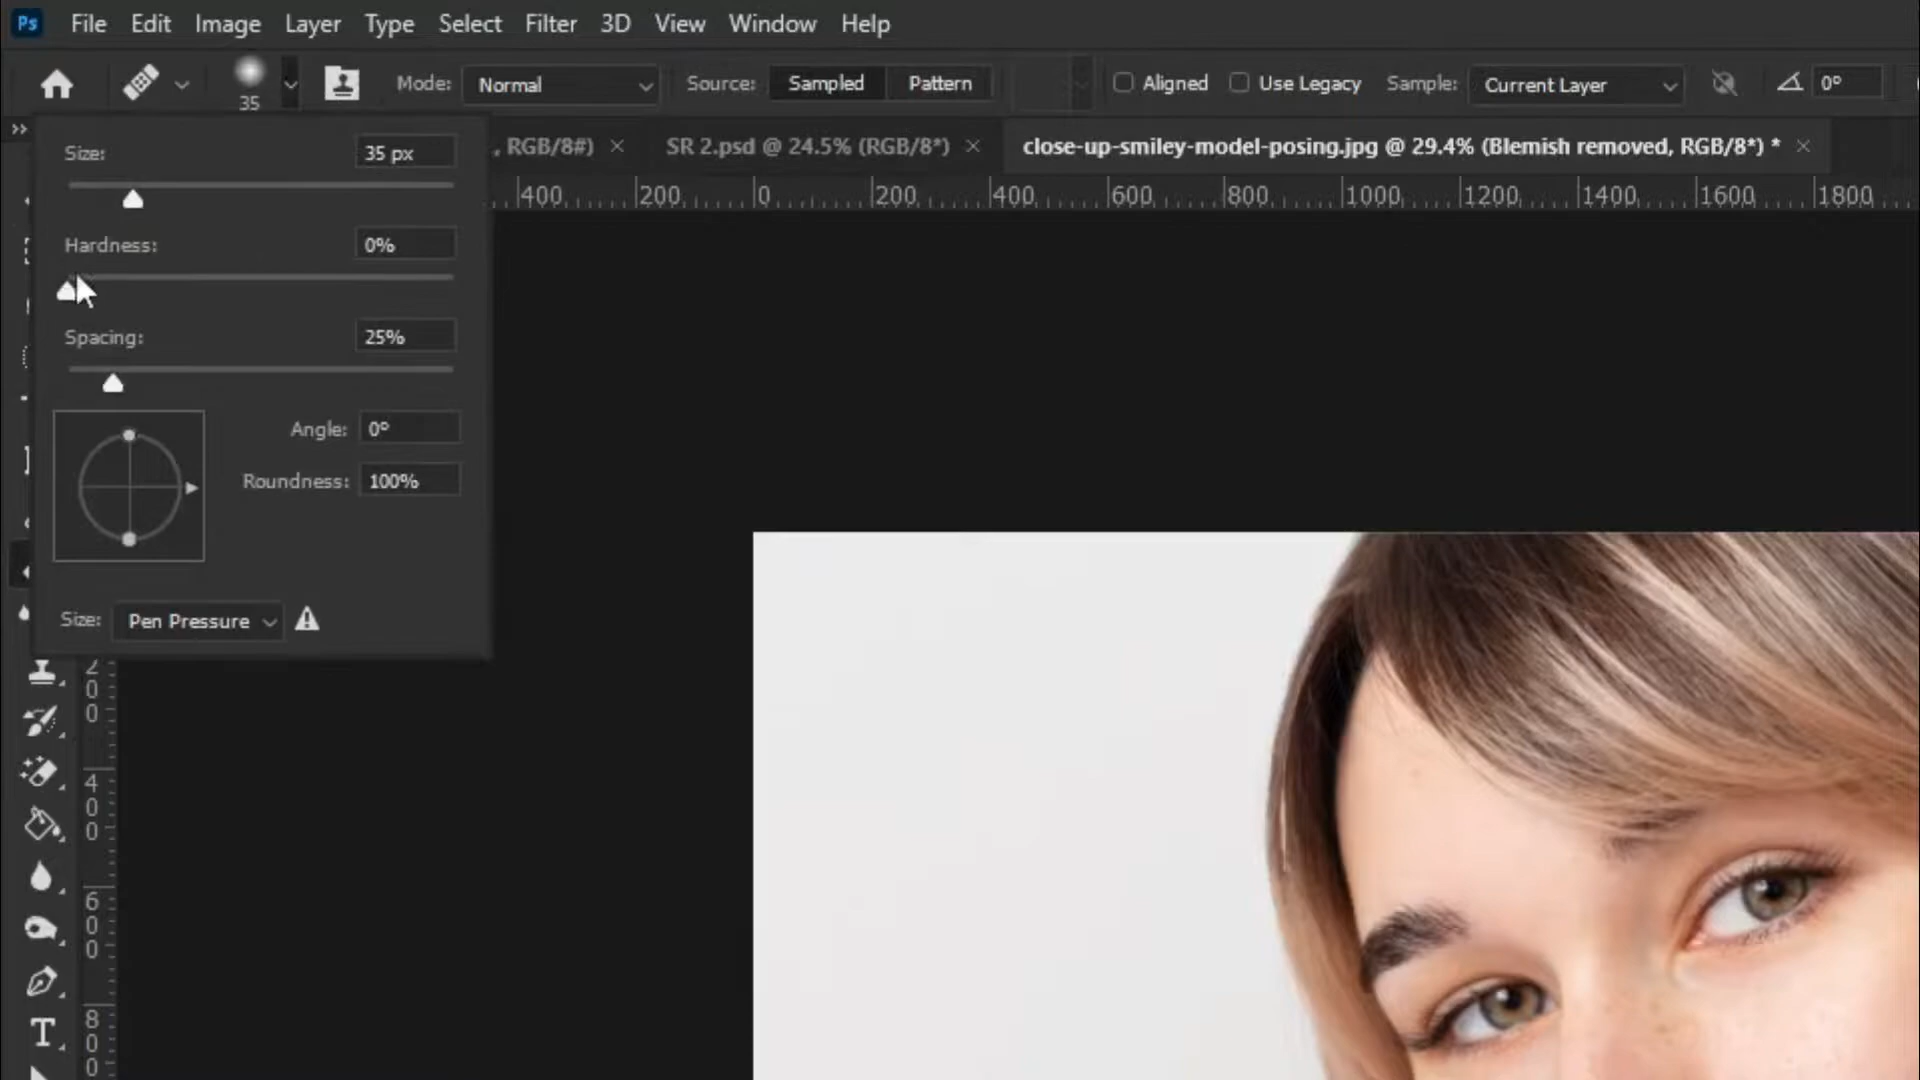 Ps File Edit Image Layer Type Select Filter 3D View Window Help
35 Mode: Normal Source: Sampled Pattern Aligned Use Legacy Sample: Current Layer 0°
Size: 35 px
, RGB/8#) × SR 2.psd @ 24.5% (RGB/8*) × close-up-smiley-model-posing.jpg @ 29.4% (Blemish removed, RGB/8*) * ×
400 200 0 200 400 600 800 1000 1200 1400 1600 1800
Hardness: 0%
Spacing: 25%
Angle: 0°
Roundness: 100%
Size: Pen Pressure
200
400
600
800